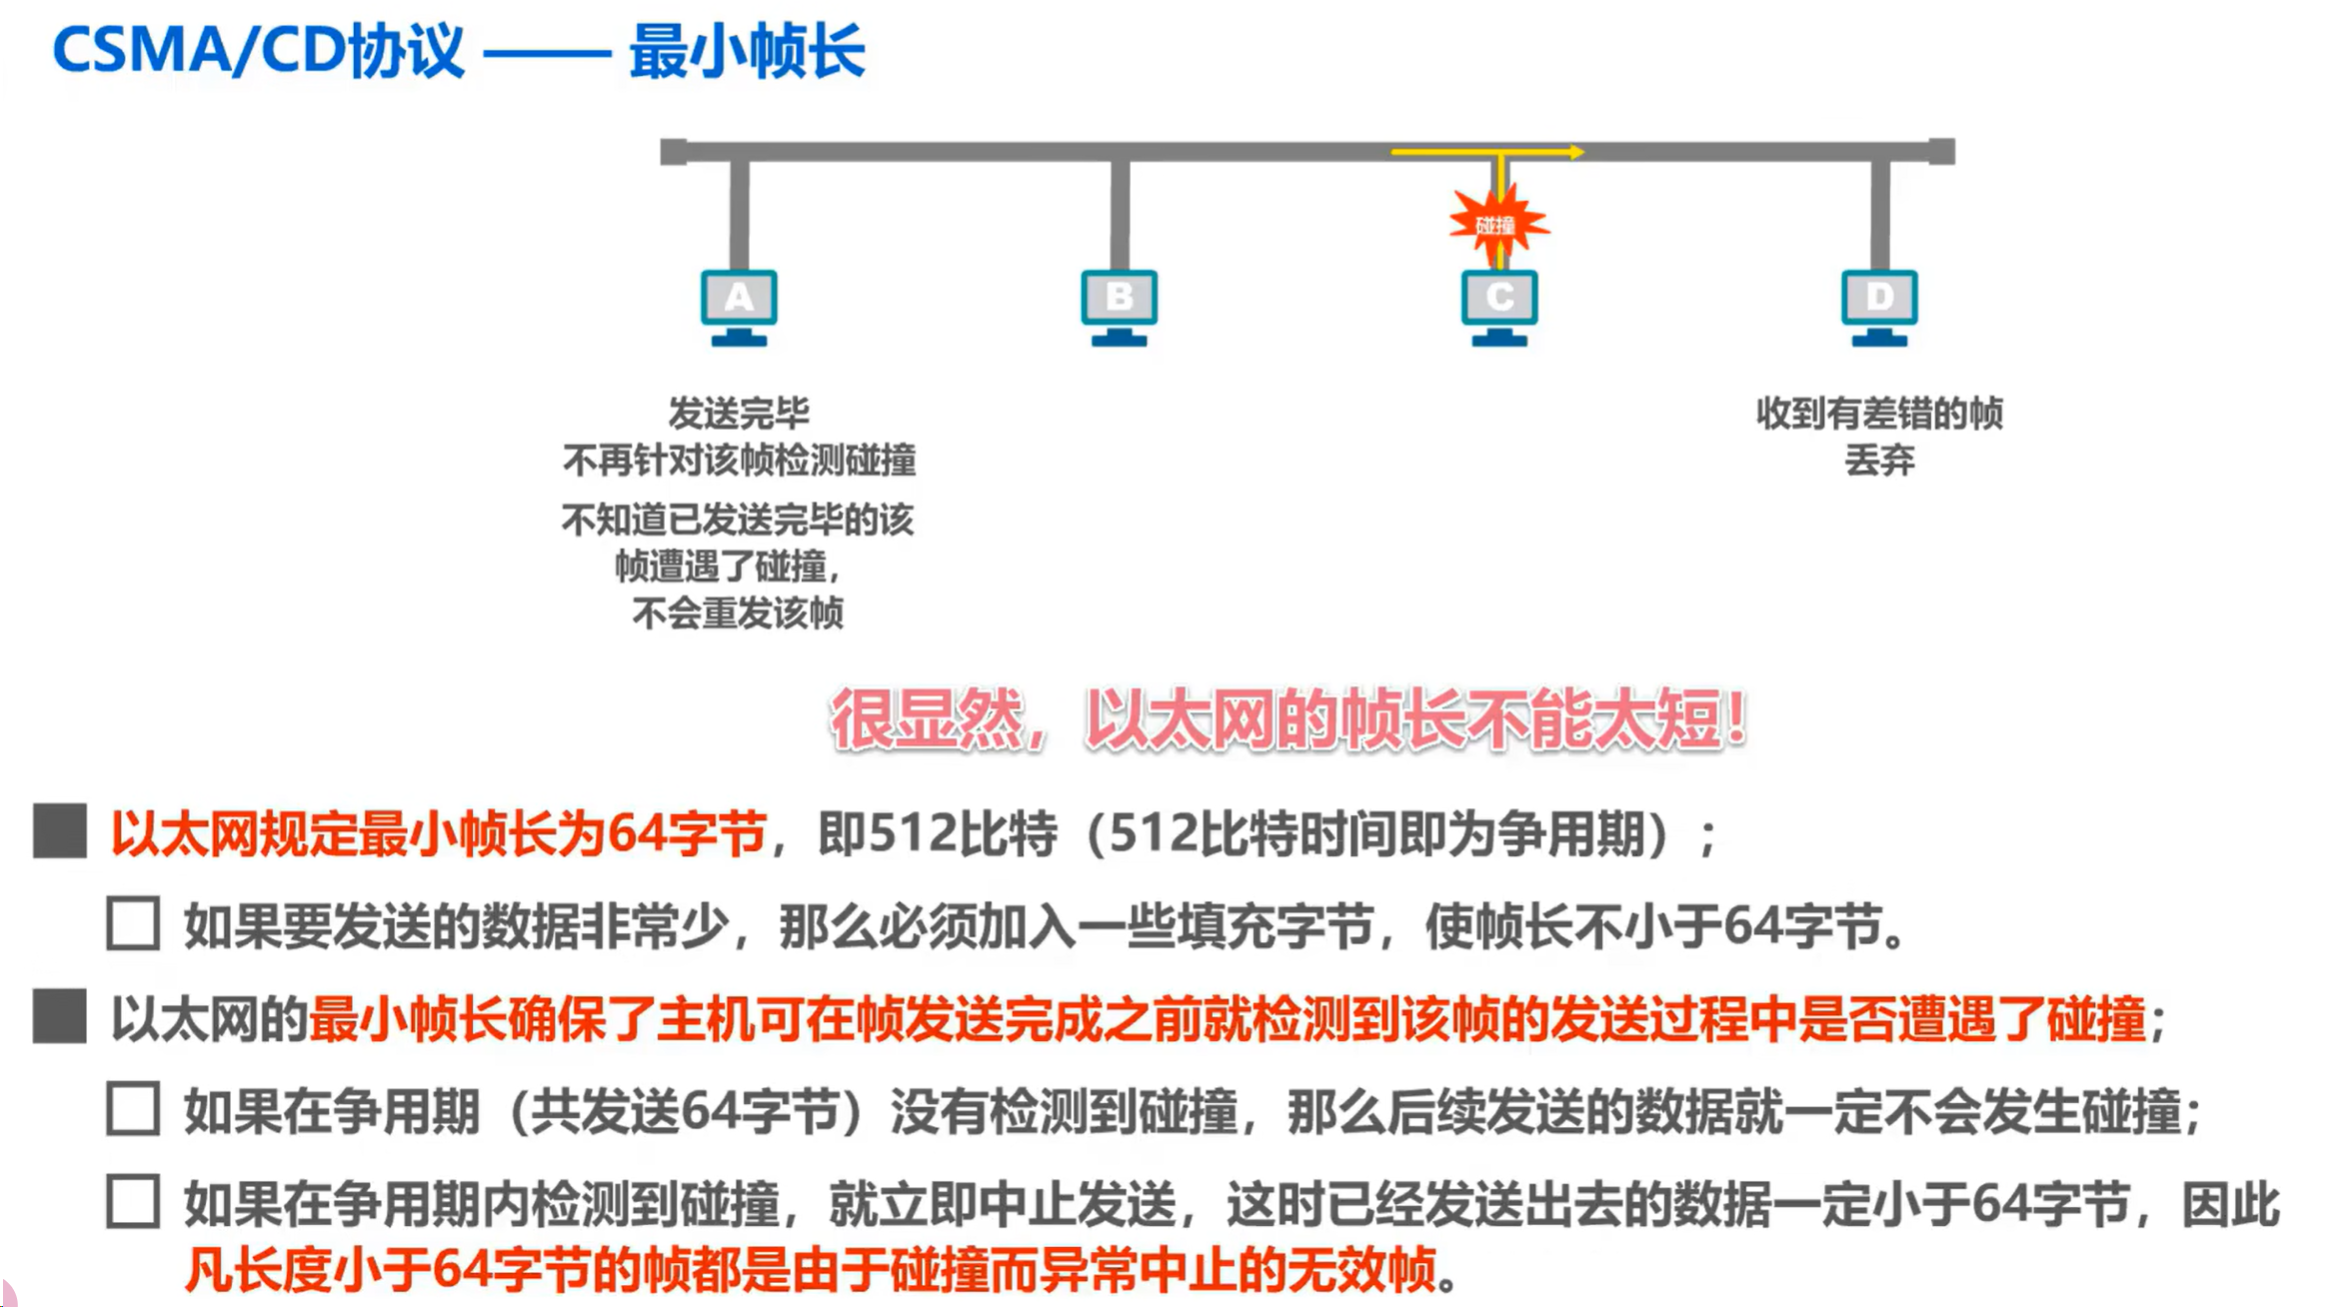 CSMA/CD协议 —— 最小帧长
碰撞
A
B
C
D
发送完毕
不再针对该帧检测碰撞
不知道已发送完毕的该
帧遭遇了碰撞，
不会重发该帧
收到有差错的帧
丢弃
很显然，以太网的帧长不能太短！
以太网规定最小帧长为64字节，即512比特（512比特时间即为争用期）；
如果要发送的数据非常少，那么必须加入一些填充字节，使帧长不小于64字节。
以太网的最小帧长确保了主机可在帧发送完成之前就检测到该帧的发送过程中是否遭遇了碰撞；
如果在争用期（共发送64字节）没有检测到碰撞，那么后续发送的数据就一定不会发生碰撞；
如果在争用期内检测到碰撞，就立即中止发送，这时已经发送出去的数据一定小于64字节，因此
凡长度小于64字节的帧都是由于碰撞而异常中止的无效帧。